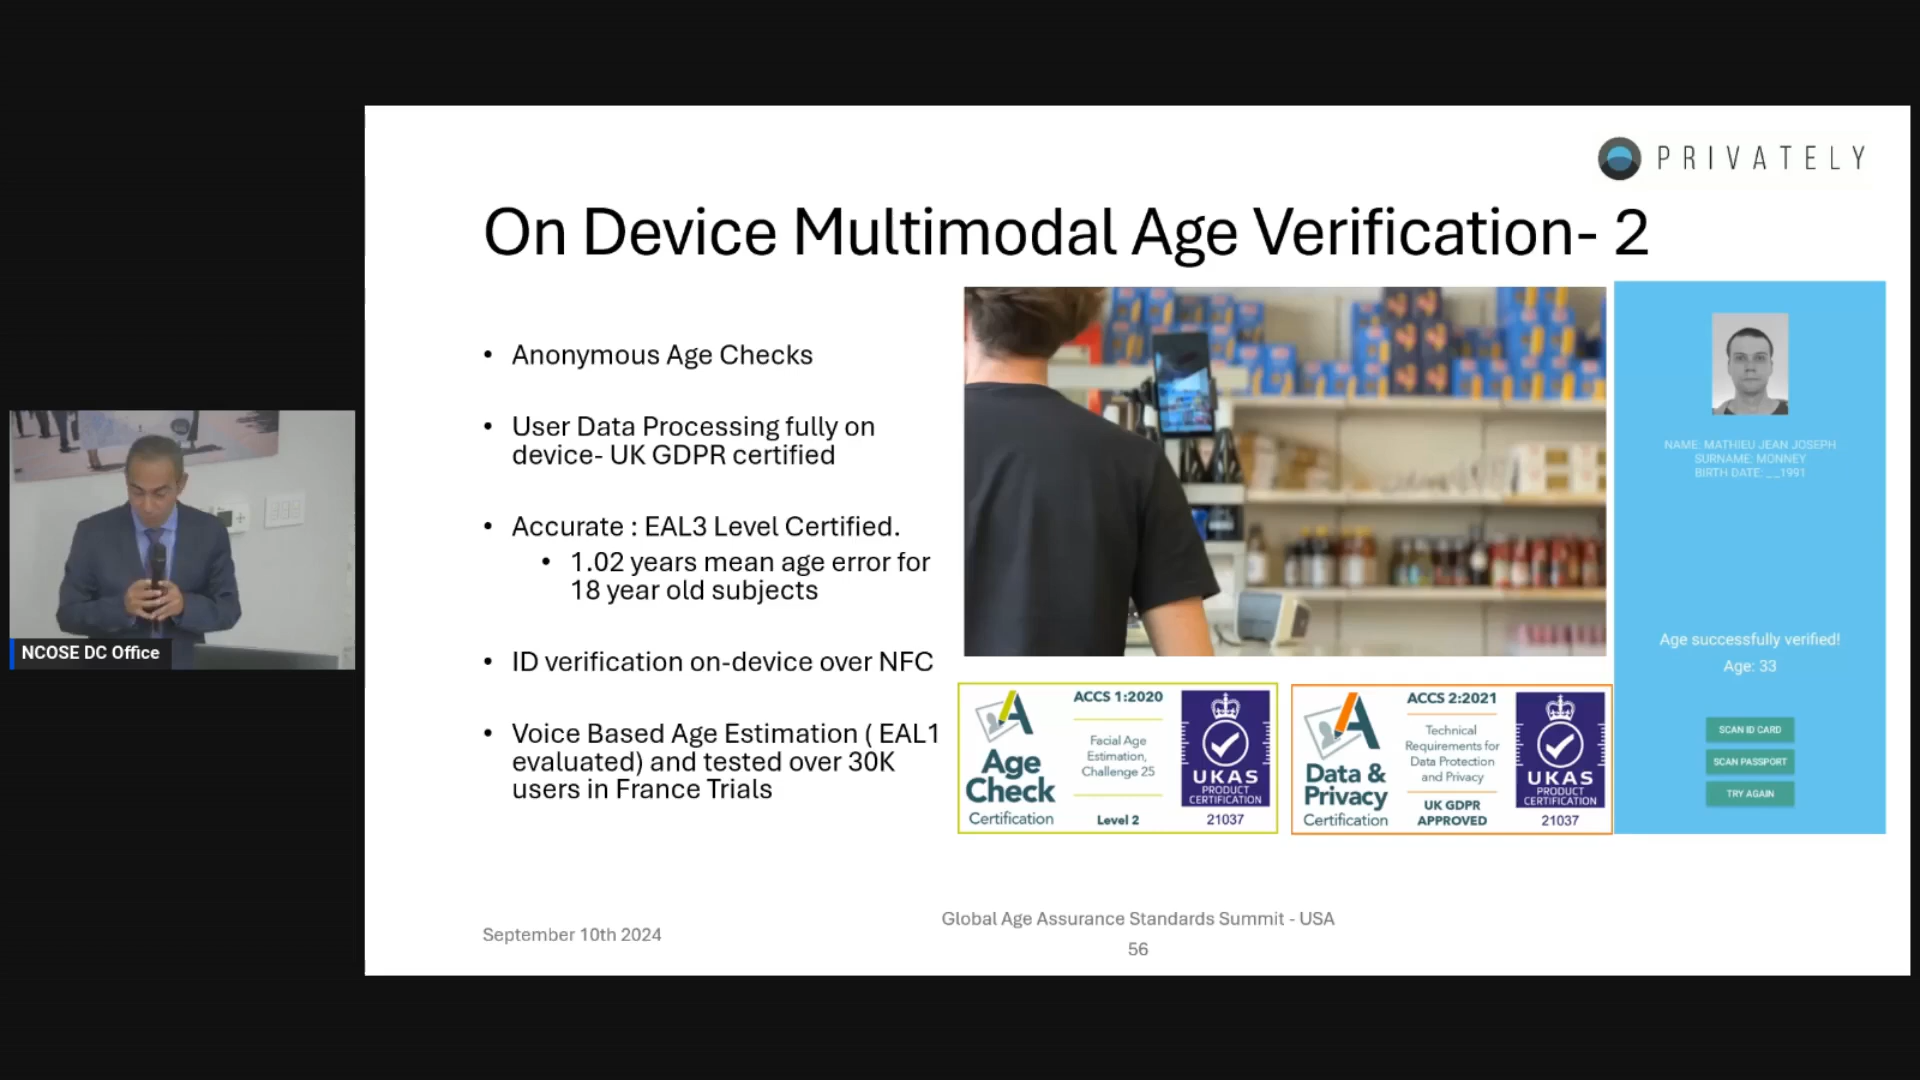 PRIVATELY
On Device Multimodal Age Verification- 2
• Anonymous Age Checks
• User Data Processing fully on
device- UK GDPR certified
• Accurate : EAL3 Level Certified.
• 1.02 years mean age error for
18 year old subjects
• ID verification on-device over NFC
• Voice Based Age Estimation ( EAL1
evaluated) and tested over 30K
users in France Trials
NCOSE DC Office
Age
Check
Certification
ACCS 1:2020
Facial Age
Estimation,
Challenge 25
Level 2
UKAS
PRODUCT
CERTIFICATION
21037
Data &
Privacy
Certification
ACCS 2:2021
Technical
Requirements for
Data Protection
and Privacy
UK GDPR
APPROVED
UKAS
PRODUCT
CERTIFICATION
21037
NAME: MATHIEU JEAN JOSEPH
SURNAME: MONNEY
BIRTH DATE: __1991
Age successfully verified!
Age: 33
SCAN ID CARD
SCAN PASSPORT
TRY AGAIN
September 10th 2024
Global Age Assurance Standards Summit - USA
56